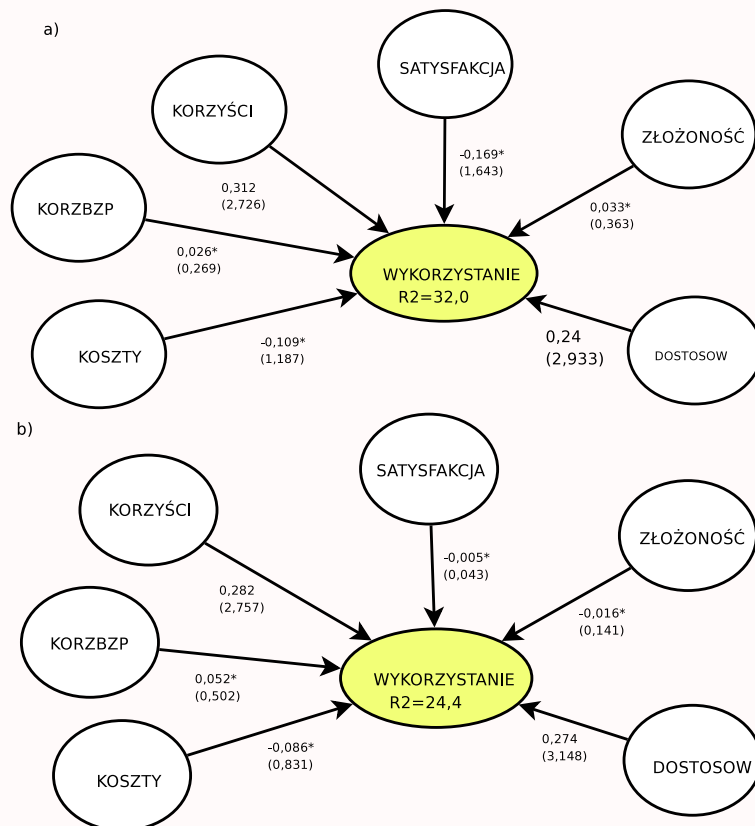 a)
SATYSFAKCJA
KORZYŚCI
ZŁOŻONOŚĆ
-0,169*
(1,643)
0,312
(2,726)
KORZBZP
0,033*
(0,363)
0,026*
(0,269)
WYKORZYSTANIE
R2=32,0
KOSZTY
-0,109*
(1,187)
0,24
(2,933)
DOSTOSOW
b)
SATYSFAKCJA
KORZYŚCI
ZŁOŻONOŚĆ
-0,005*
(0,043)
0,282
(2,757)
-0,016*
(0,141)
KORZBZP
0,052*
(0,502)
WYKORZYSTANIE
R2=24,4
KOSZTY
-0,086*
(0,831)
0,274
(3,148)
DOSTOSOW